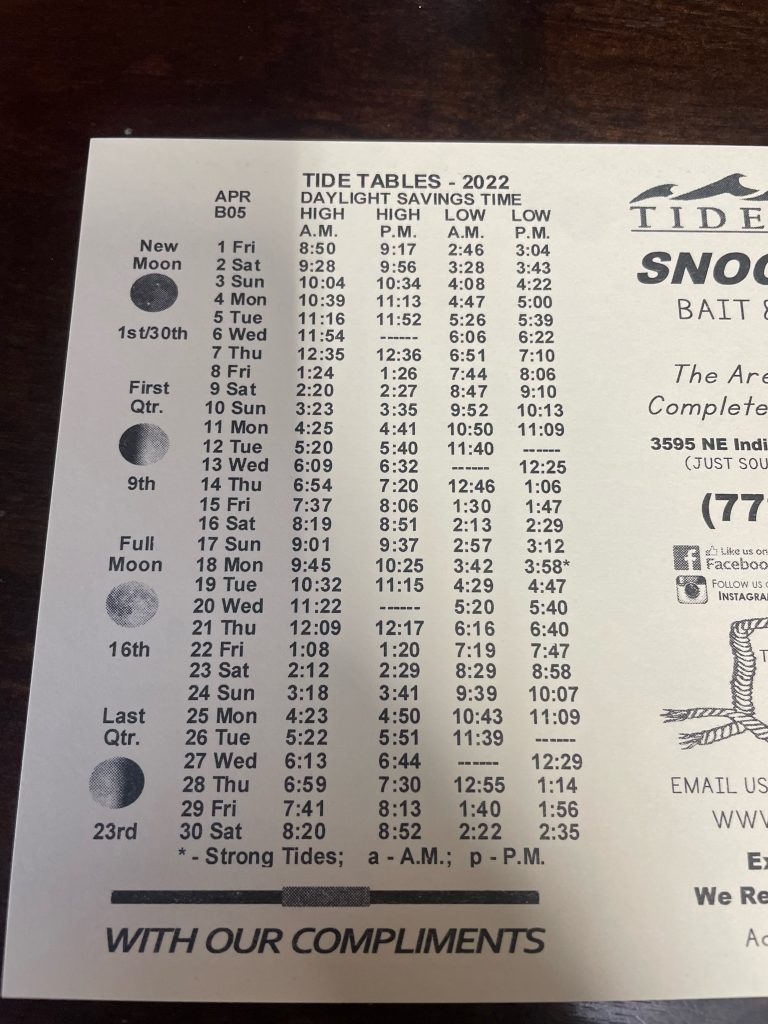 TIDE TABLES - 2022
APR DAYLIGHT SAVINGS TIME
B05 HIGH HIGH LOW LOW
A.M. P.M. A.M. P.M.
New 1 Fri 8:50 9:17 2:46 3:04
Moon 2 Sat 9:28 9:56 3:28 3:43
3 Sun 10:04 10:34 4:08 4:22
4 Mon 10:39 11:13 4:47 5:00
5 Tue 11:16 11:52 5:26 5:39
1st/30th 6 Wed 11:54 ------ 6:06 6:22
7 Thu 12:35 12:36 6:51 7:10
8 Fri 1:24 1:26 7:44 8:06
First 9 Sat 2:20 2:27 8:47 9:10
Qtr. 10 Sun 3:23 3:35 9:52 10:13
11 Mon 4:25 4:41 10:50 11:09
12 Tue 5:20 5:40 11:40 ------
13 Wed 6:09 6:32 ------ 12:25
9th 14 Thu 6:54 7:20 12:46 1:06
15 Fri 7:37 8:06 1:30 1:47
16 Sat 8:19 8:51 2:13 2:29
Full 17 Sun 9:01 9:37 2:57 3:12
Moon 18 Mon 9:45 10:25 3:42 3:58*
19 Tue 10:32 11:15 4:29 4:47
20 Wed 11:22 ------ 5:20 5:40
21 Thu 12:09 12:17 6:16 6:40
16th 22 Fri 1:08 1:20 7:19 7:47
23 Sat 2:12 2:29 8:29 8:58
24 Sun 3:18 3:41 9:39 10:07
Last 25 Mon 4:23 4:50 10:43 11:09
Qtr. 26 Tue 5:22 5:51 11:39 ------
27 Wed 6:13 6:44 ------ 12:29
28 Thu 6:59 7:30 12:55 1:14
29 Fri 7:41 8:13 1:40 1:56
23rd 30 Sat 8:20 8:52 2:22 2:35
* - Strong Tides; a - A.M.; p - P.M.
WITH OUR COMPLIMENTS
TIDE
SNOO
BAIT &
The Are
Complete
3595 NE Indi
(JUST SOU
(77
Like us on
Facebook
FOLLOW US
INSTAGRA
T
EMAIL US
WWW
Ex
We Re
Ac